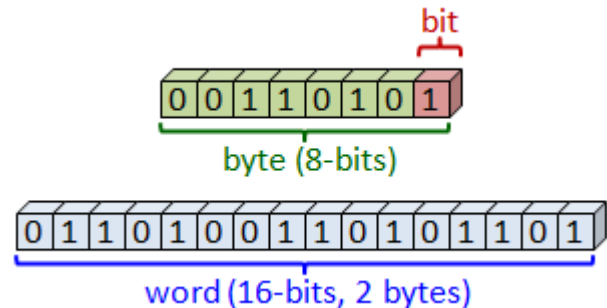 bit
0 0 1 1 0 1 0 1
byte (8-bits)
0 1 1 0 1 0 0 1 1 0 1 0 1 1 0 1
word (16-bits, 2 bytes)